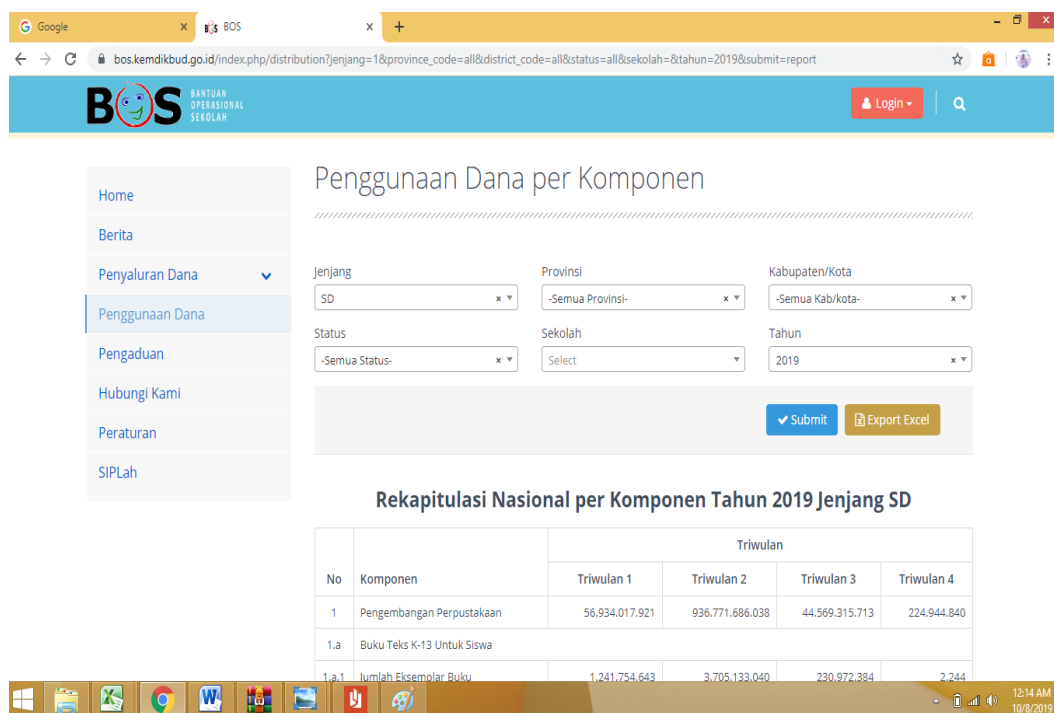 Google
BOS
bos.kemdikbud.go.id/index.php/distribution?jenjang=1&province_code=all&district_code=all&status=all&sekolah=&tahun=2019&submit=report
BOS BANTUAN
OPERASIONAL
SEKOLAH
Login
Home
Berita
Penyaluran Dana
Penggunaan Dana
Pengaduan
Hubungi Kami
Peraturan
SIPLah
Penggunaan Dana per Komponen
Jenjang Provinsi Kabupaten/Kota
SD -Semua Provinsi- -Semua Kab/kota-
Status Sekolah Tahun
-Semua Status- Select 2019
Submit Export Excel
Rekapitulasi Nasional per Komponen Tahun 2019 Jenjang SD
Triwulan
No Komponen Triwulan 1 Triwulan 2 Triwulan 3 Triwulan 4
1 Pengembangan Perpustakaan 56.934.017.921 936.771.686.038 44.569.315.713 224.944.840
1.a Buku Teks K-13 Untuk Siswa
1.a.1 Jumlah Eksemplar Buku 1.241.754.643 3.705.133.040 230.972.384 2.244
12:14 AM
10/8/2019